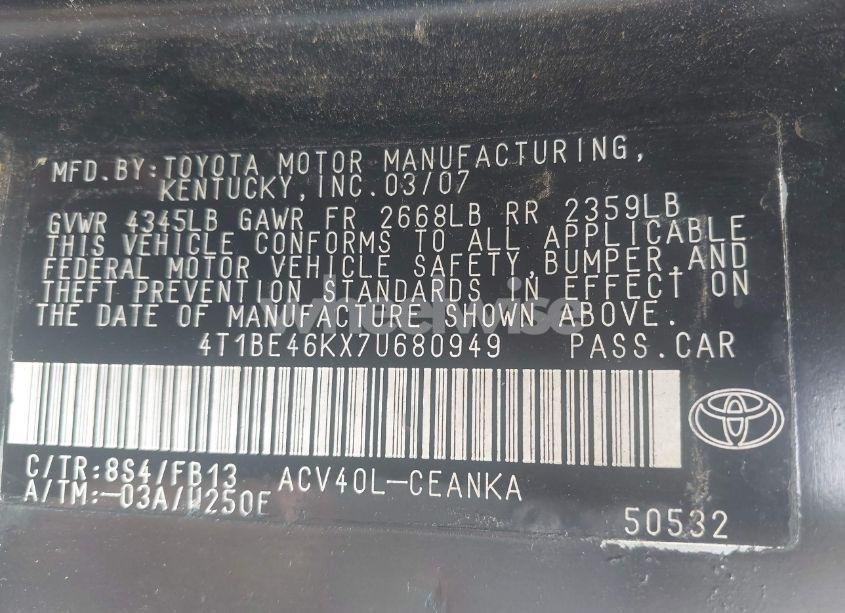 MFD.BY:TOYOTA MOTOR MANUFACTURING,
KENTUCKY,INC.03/07
GVWR 4345LB GAWR FR 2668LB RR 2359LB
THIS VEHICLE CONFORMS TO ALL APPLICABLE
FEDERAL MOTOR VEHICLE SAFETY,BUMPER,AND
THEFT PREVENTION STANDARDS IN EFFECT ON
THE DATE OF MANUFACTURE SHOWN ABOVE.
wheelwise
4T1BE46KX7U680949 PASS.CAR
C/TR:8S4/FB13 ACV40L-CEANKA
A/TM:-03A/U250E
50532